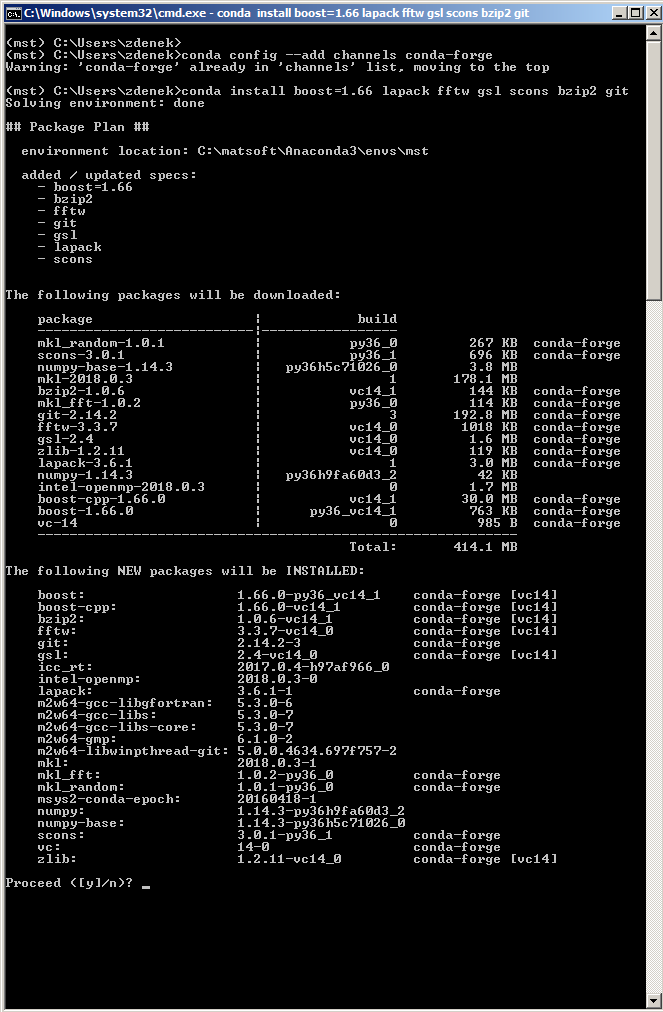 C:\Windows\system32\cmd.exe - conda  install boost=1.66 lapack fftw gsl scons bzip2 git
(mst) C:\Users\zdenek>
(mst) C:\Users\zdenek>conda config --add channels conda-forge
Warning: 'conda-forge' already in 'channels' list, moving to the top
(mst) C:\Users\zdenek>conda install boost=1.66 lapack fftw gsl scons bzip2 git
Solving environment: done
## Package Plan ##
  environment location: C:\matsoft\Anaconda3\envs\mst
  added / updated specs:
    - boost=1.66
    - bzip2
    - fftw
    - git
    - gsl
    - lapack
    - scons
The following packages will be downloaded:
    package                    |            build
    ---------------------------|-----------------
    mkl_random-1.0.1           |           py36_0         267 KB  conda-forge
    scons-3.0.1                |           py36_1         696 KB  conda-forge
    numpy-base-1.14.3          |   py36h5c71026_0         3.8 MB
    mkl-2018.0.3               |                1       178.1 MB
    bzip2-1.0.6                |           vc14_1         144 KB  conda-forge
    mkl_fft-1.0.2              |           py36_0         114 KB  conda-forge
    git-2.14.2                 |                3       192.8 MB  conda-forge
    fftw-3.3.7                 |           vc14_0        1018 KB  conda-forge
    gsl-2.4                    |           vc14_0         1.6 MB  conda-forge
    zlib-1.2.11                |           vc14_0         119 KB  conda-forge
    lapack-3.6.1               |                1         3.0 MB  conda-forge
    numpy-1.14.3               |   py36h9fa60d3_2          42 KB
    intel-openmp-2018.0.3      |                0         1.7 MB
    boost-cpp-1.66.0           |           vc14_1        30.0 MB  conda-forge
    boost-1.66.0               |      py36_vc14_1         763 KB  conda-forge
    vc-14                      |                0          985 B  conda-forge
    ------------------------------------------------------------
                                           Total:       414.1 MB
The following NEW packages will be INSTALLED:
    boost:                   1.66.0-py36_vc14_1    conda-forge [vc14]
    boost-cpp:               1.66.0-vc14_1         conda-forge [vc14]
    bzip2:                   1.0.6-vc14_1          conda-forge [vc14]
    fftw:                    3.3.7-vc14_0          conda-forge [vc14]
    git:                     2.14.2-3              conda-forge
    gsl:                     2.4-vc14_0            conda-forge [vc14]
    icc_rt:                  2017.0.4-h97af966_0
    intel-openmp:            2018.0.3-0
    lapack:                  3.6.1-1               conda-forge
    m2w64-gcc-libgfortran:   5.3.0-6
    m2w64-gcc-libs:          5.3.0-7
    m2w64-gcc-libs-core:     5.3.0-7
    m2w64-gmp:               6.1.0-2
    m2w64-libwinpthread-git: 5.0.0.4634.697f757-2
    mkl:                     2018.0.3-1
    mkl_fft:                 1.0.2-py36_0          conda-forge
    mkl_random:              1.0.1-py36_0          conda-forge
    msys2-conda-epoch:       20160418-1
    numpy:                   1.14.3-py36h9fa60d3_2
    numpy-base:              1.14.3-py36h5c71026_0
    scons:                   3.0.1-py36_1          conda-forge
    vc:                      14-0                  conda-forge
    zlib:                    1.2.11-vc14_0         conda-forge [vc14]
Proceed ([y]/n)? _